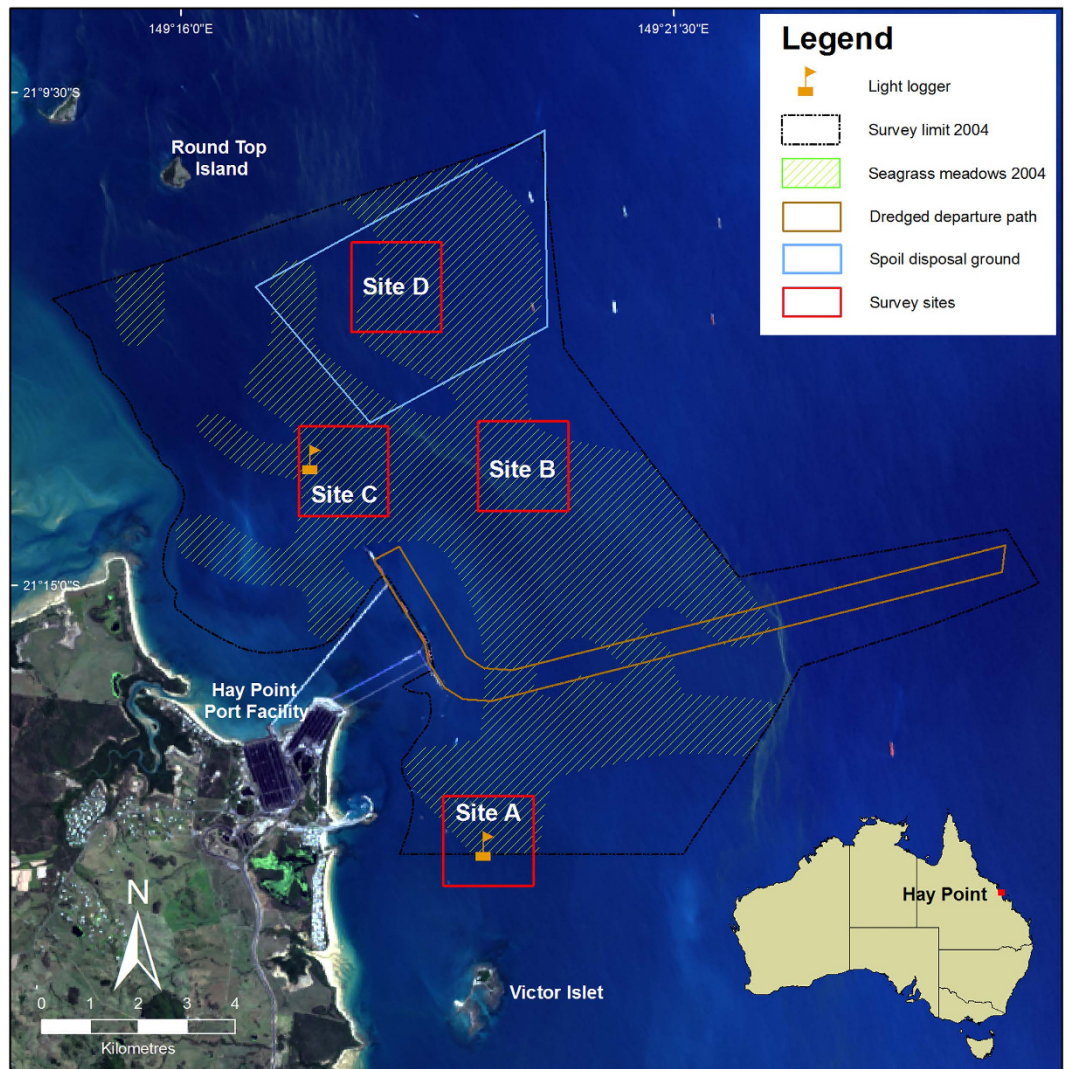 149°16'0"E
149°21'30"E
21°9'30"S
21°15'0"S
Legend
Light logger
Survey limit 2004
Seagrass meadows 2004
Dredged departure path
Spoil disposal ground
Survey sites
Round Top
Island
Site D
Site B
Site C
Hay Point
Port Facility
Site A
Victor Islet
N
0 1 2 3 4
Kilometres
Hay Point